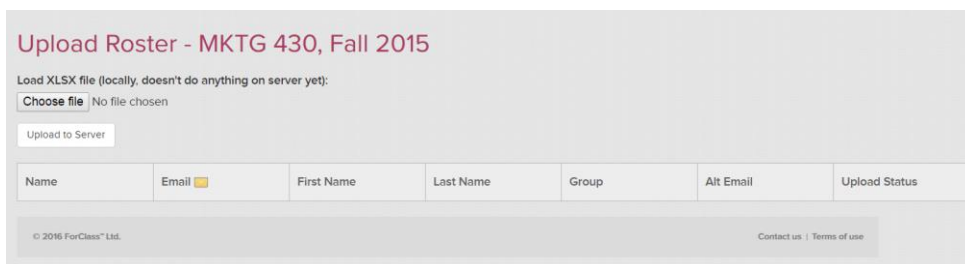 Upload Roster - MKTG 430, Fall 2015
Load XLSX file (locally, doesn't do anything on server yet):
Choose file No file chosen
Upload to Server
Name Email First Name Last Name Group Alt Email Upload Status
© 2016 ForClass™ Ltd. Contact us | Terms of use